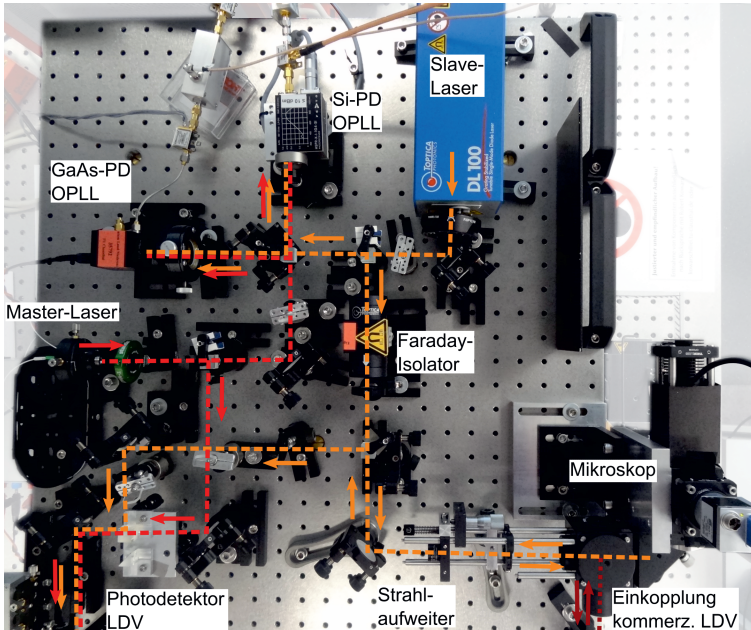 Slave-
Laser
Si-PD
OPLL
GaAs-PD
OPLL
TOPTICA
PHOTONICS
DL 100
Master-Laser
Faraday-
Isolator
Mikroskop
Photodetektor
LDV
Strahl-
aufweiter
Einkopplung
kommerz. LDV